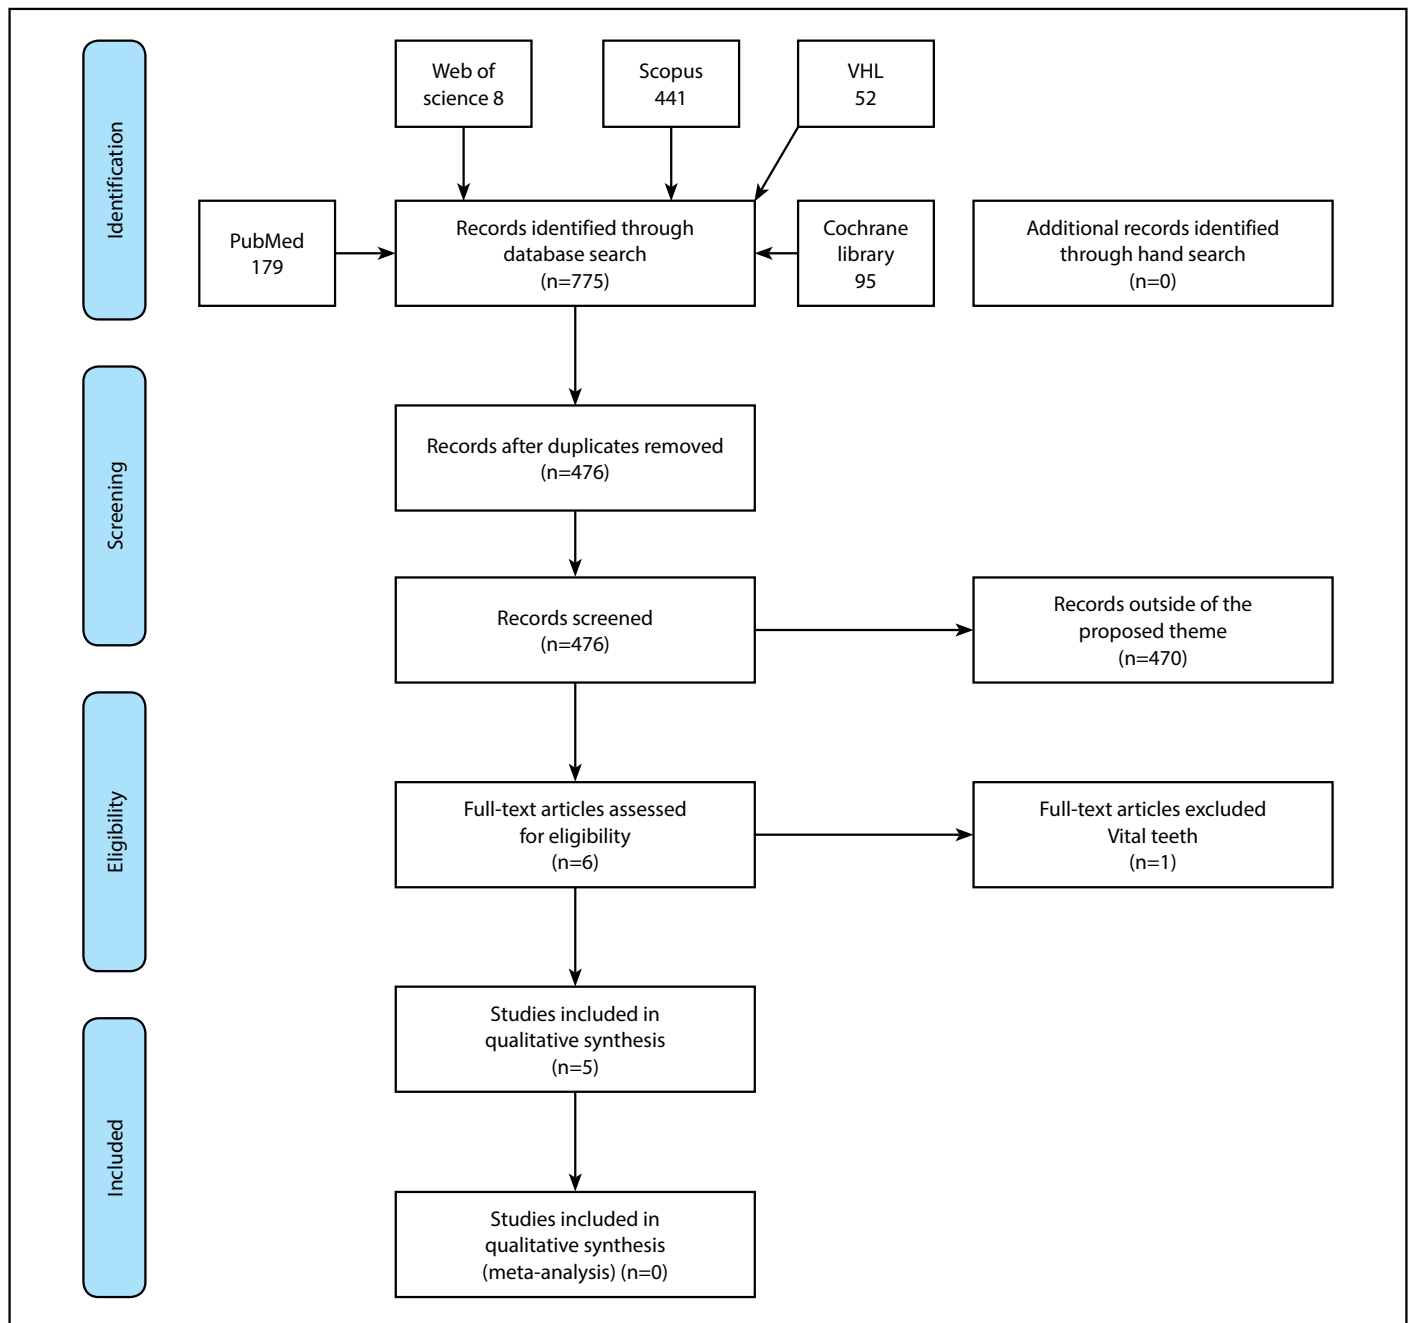 Identification
Web of
science 8
Scopus
441
VHL
52
PubMed
179
Records identified through
database search
(n=775)
Cochrane
library
95
Additional records identified
through hand search
(n=0)
Screening
Records after duplicates removed
(n=476)
Records screened
(n=476)
Records outside of the
proposed theme
(n=470)
Eligibility
Full-text articles assessed
for eligibility
(n=6)
Full-text articles excluded
Vital teeth
(n=1)
Included
Studies included in
qualitative synthesis
(n=5)
Studies included in
qualitative synthesis
(meta-analysis) (n=0)